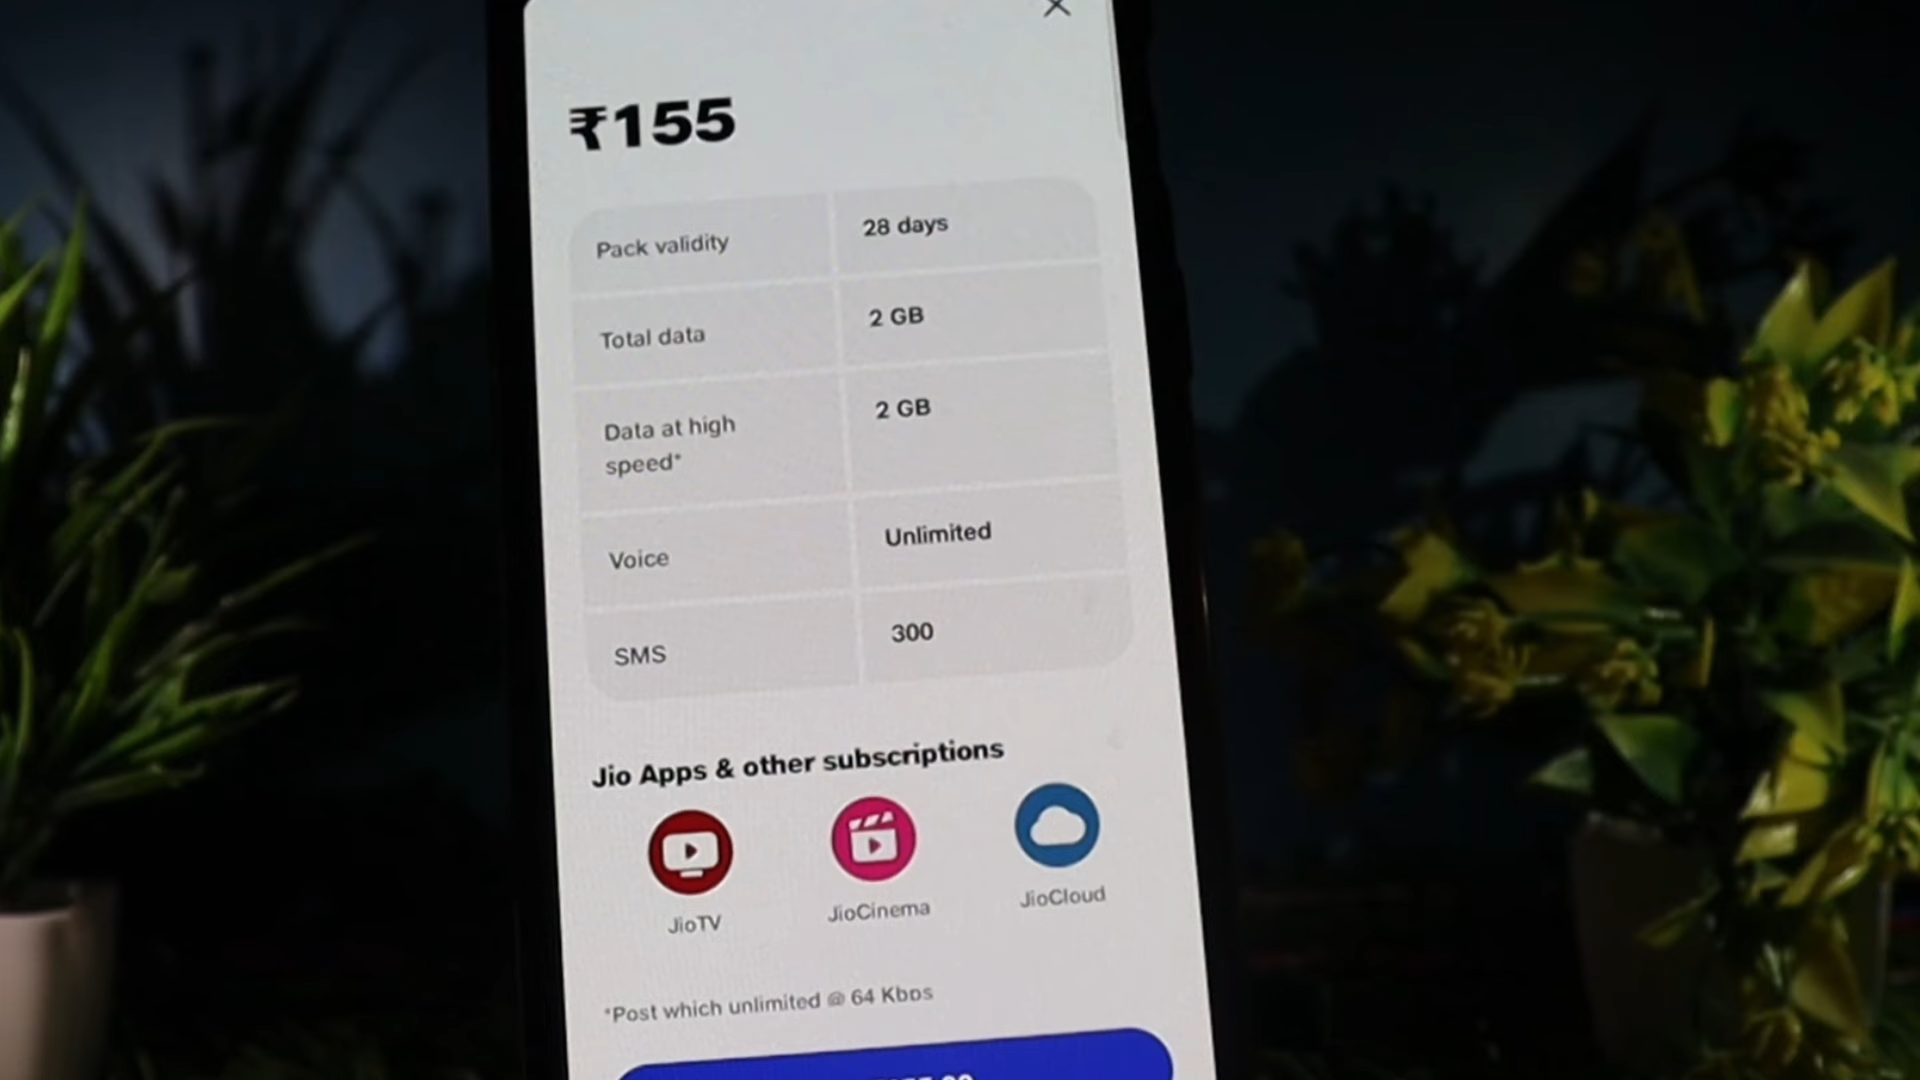 ₹155
Pack validity
28 days
Total data
2 GB
Data at high
speed*
2 GB
Voice
Unlimited
SMS
300
Jio Apps & other subscriptions
JioTV
JioCinema
JioCloud
*Post which unlimited @ 64 Kbps